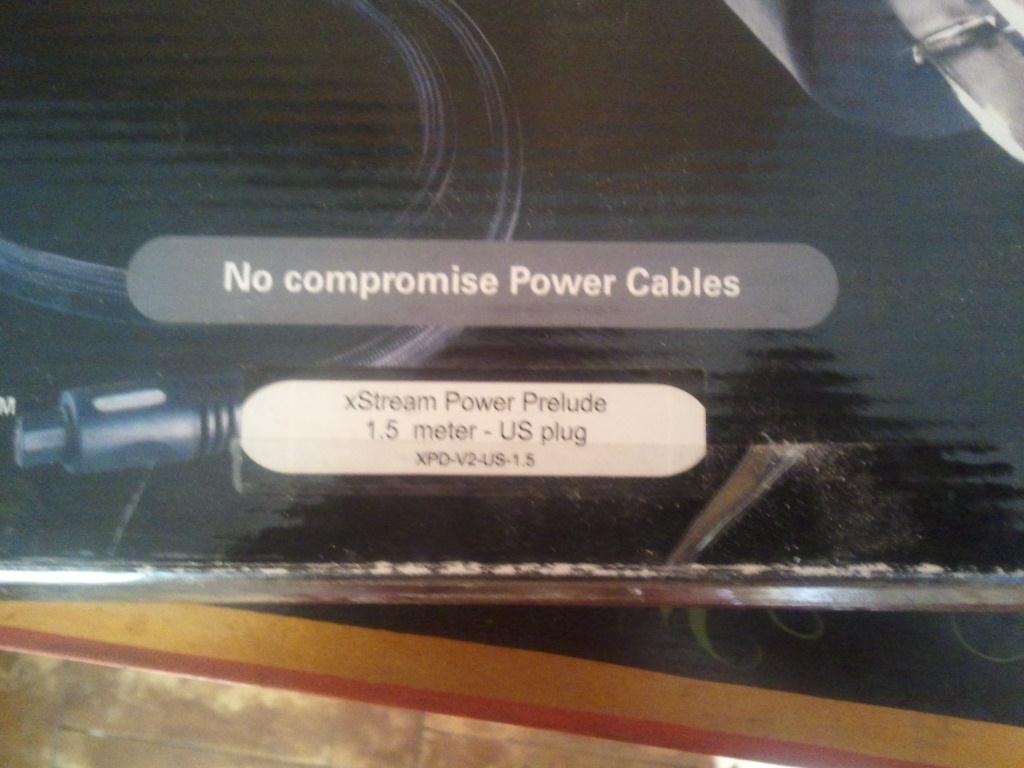 No compromise Power Cables
M
xStream Power Prelude
1.5 meter - US plug
XPD-V2-US-1.5